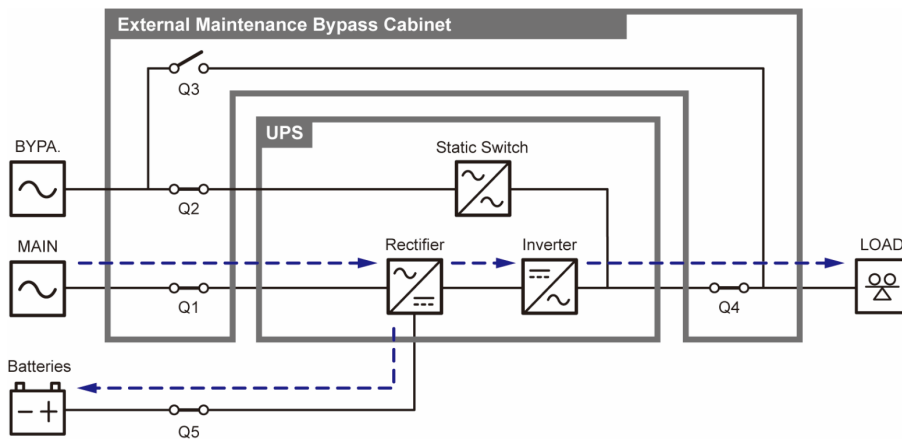 External Maintenance Bypass Cabinet
Q3
UPS
BYPA.
Static Switch
Q2
MAIN
Rectifier
Inverter
LOAD
Q1
Q4
Batteries
Q5